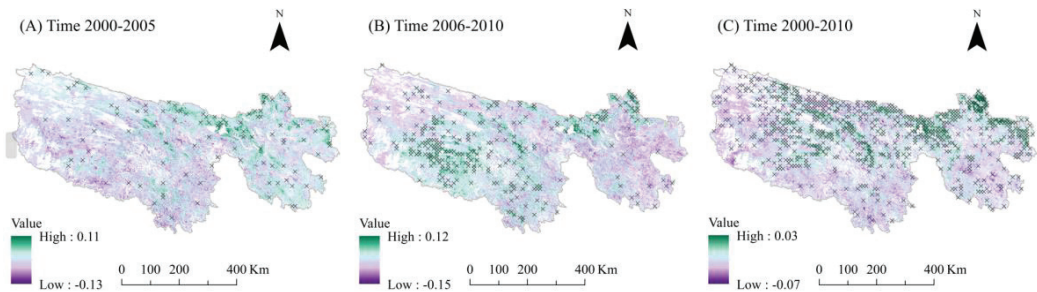 (A) Time 2000-2005
N
Value
High : 0.11
Low : -0.13
0 100 200 400 Km
(B) Time 2006-2010
N
Value
High : 0.12
Low : -0.15
0 100 200 400 Km
(C) Time 2000-2010
N
Value
High : 0.03
Low : -0.07
0 100 200 400 Km